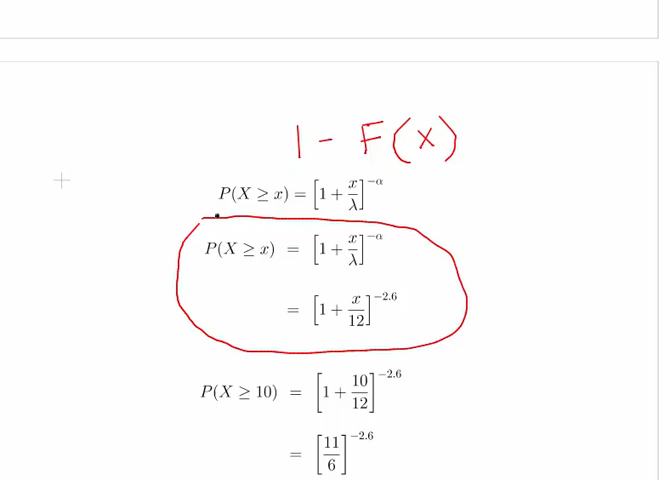 1 - F(x)
P(X ≥ x) = [1 + x/λ]^{-α}
P(X ≥ x) = [1 + x/λ]^{-α}
= [1 + x/12]^{-2.6}
P(X ≥ 10) = [1 + 10/12]^{-2.6}
= [11/6]^{-2.6}